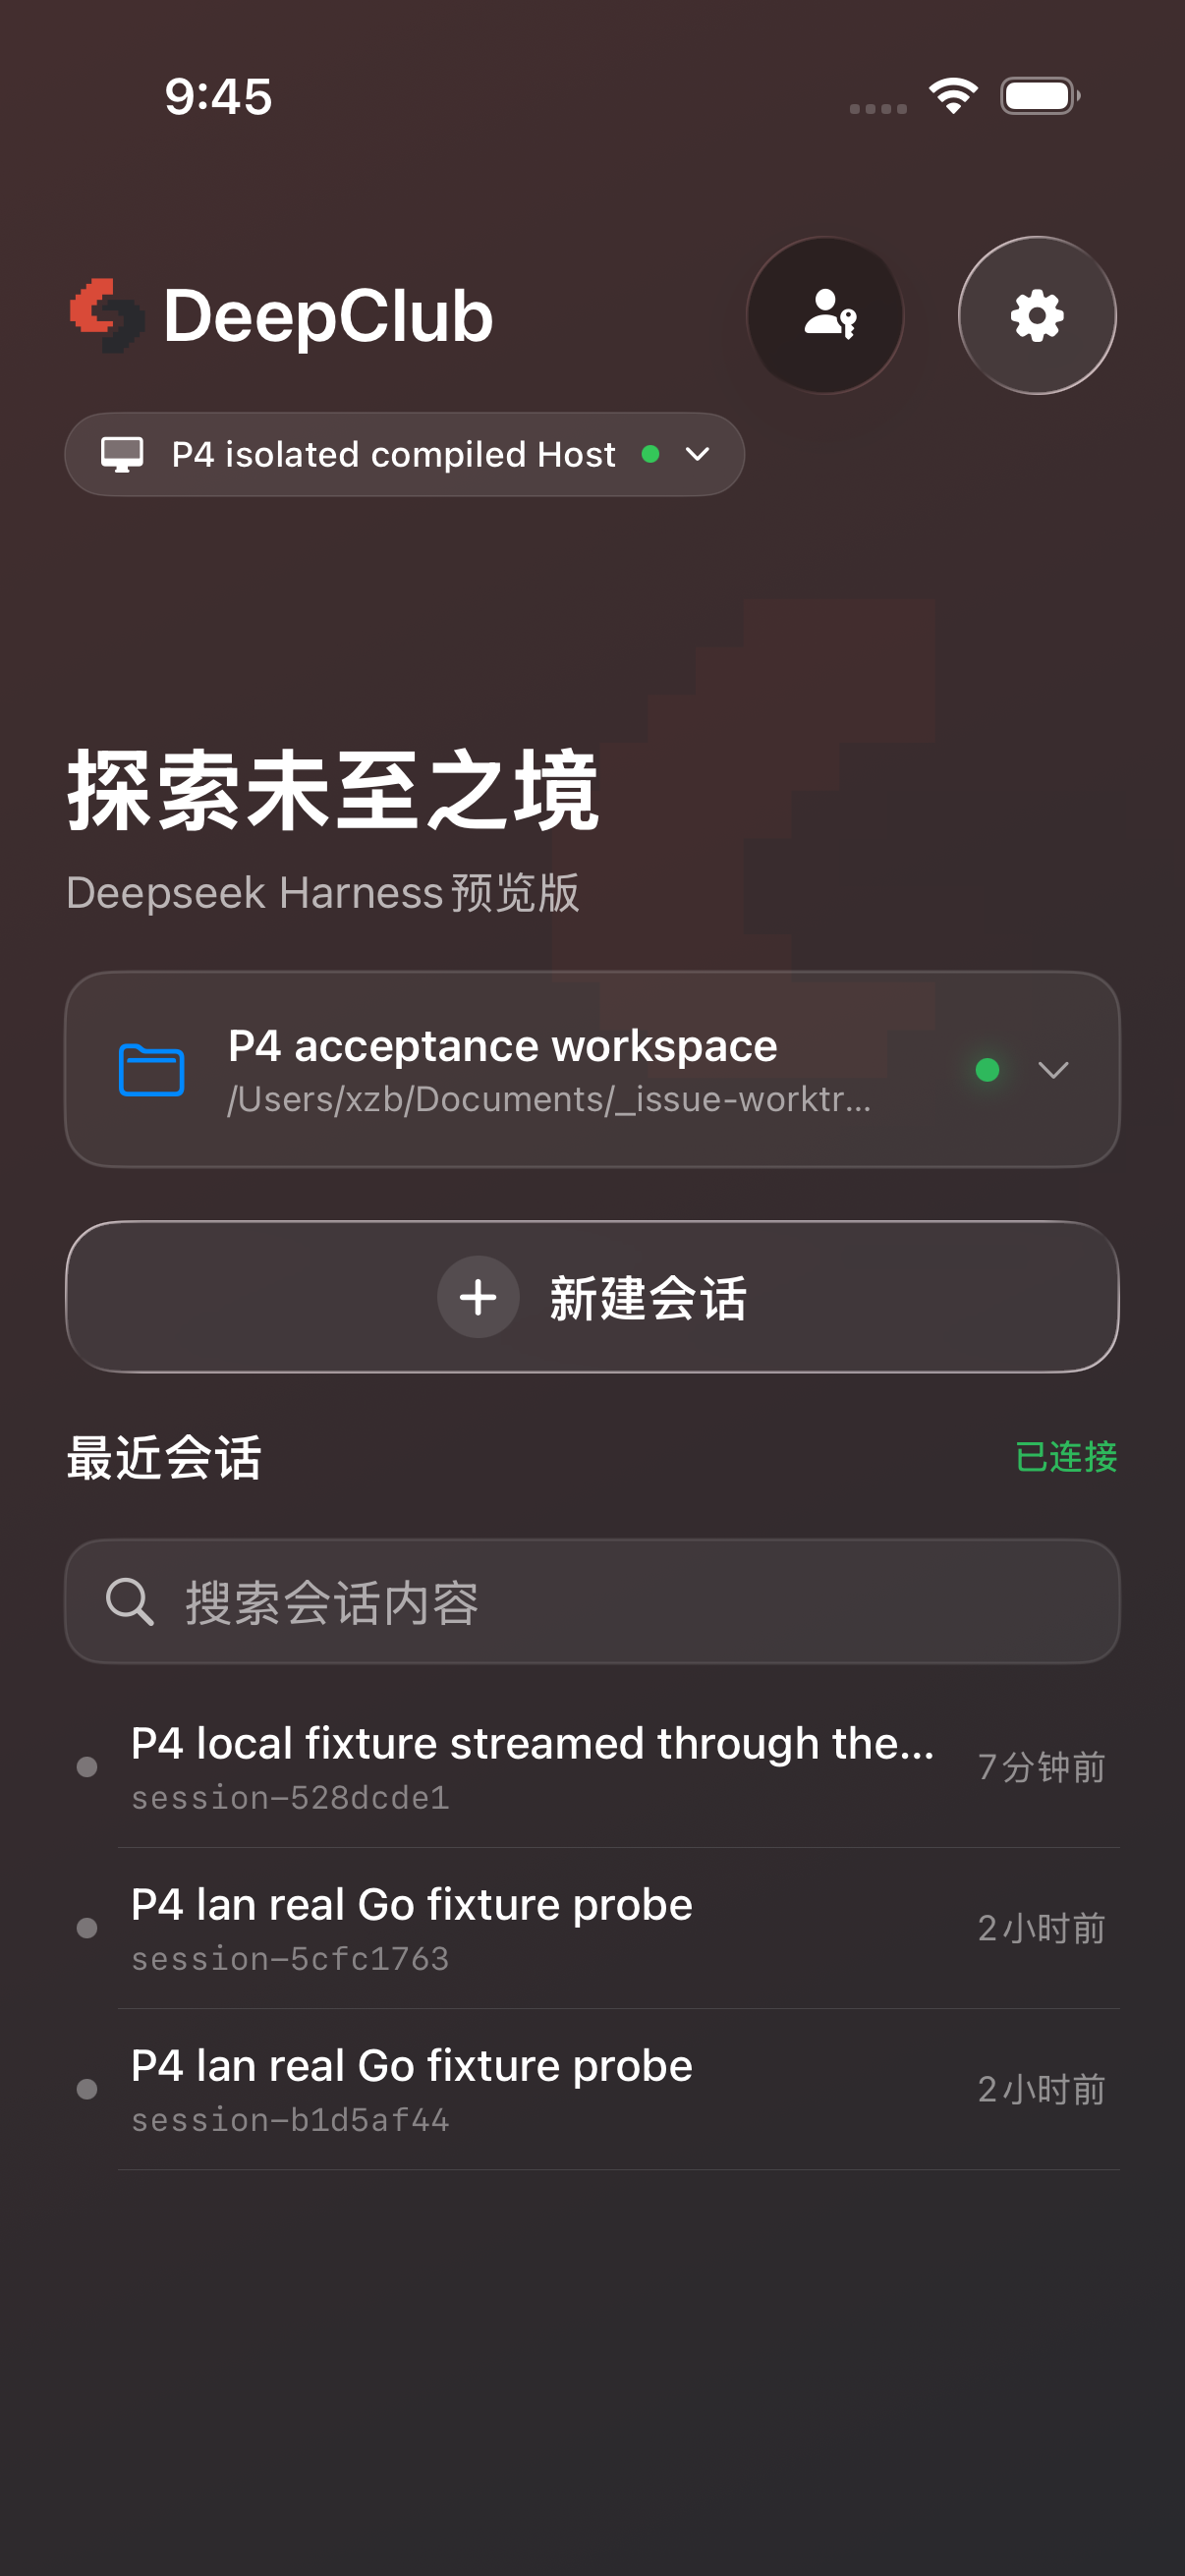 9:45
DeepClub
P4 isolated compiled Host
探索未至之境
Deepseek Harness 预览版
P4 acceptance workspace
/Users/xzb/Documents/_issue-worktr...
新建会话
最近会话
已连接
搜索会话内容
P4 local fixture streamed through the...
7分钟前
session-528dcde1
P4 lan real Go fixture probe
2小时前
session-5cfc1763
P4 lan real Go fixture probe
2小时前
session-b1d5af44